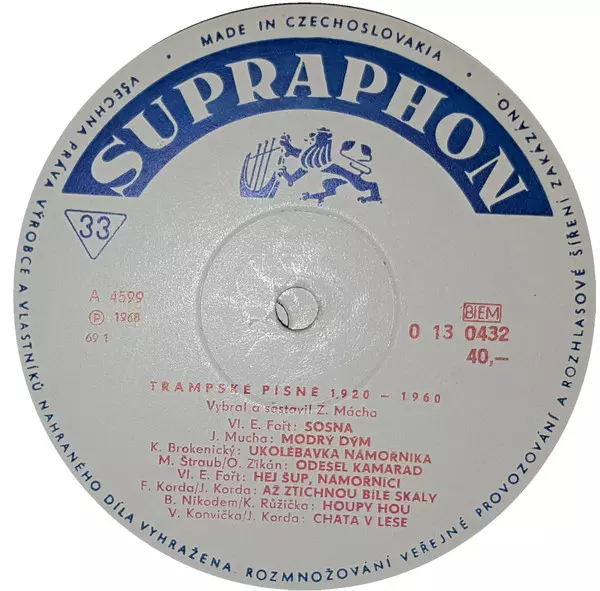 • MADE IN CZECHOSLOVAKIA •
SUPRAPHON
VŠECHNA PRÁVA VÝROBCE A VLASTNÍKŮ NAHRANÉHO DÍLA VYHRAŽENA. ROZMNOŽOVÁNÍ VEŘEJNÉ PROVOZOVÁNÍ A ROZHLASOVÉ ŠÍŘENÍ ZAKÁZÁNO.
33
A 4599
Ⓟ 1968
69 1
BIEM
0 13 0432
40,—
TRAMPSKÉ PÍSNĚ 1920 – 1960
Vybral a sestavil Z. Mácha
Vl. E. Fořt: SOSNA
J. Mucha: MODRÝ DÝM
K. Brokenický: UKOLÉBAVKA NÁMOŘNÍKA
M. Štraub/O. Zikán: ODEŠEL KAMARÁD
Vl. E. Fořt: HEJ ŠUP, NÁMOŘNÍCI
F. Korda/J. Korda: AŽ ZTICHNOU BÍLÉ SKÁLY
B. Nikodem/K. Růžička: HOUPY HOU
V. Konvička/J. Korda: CHATA V LESE